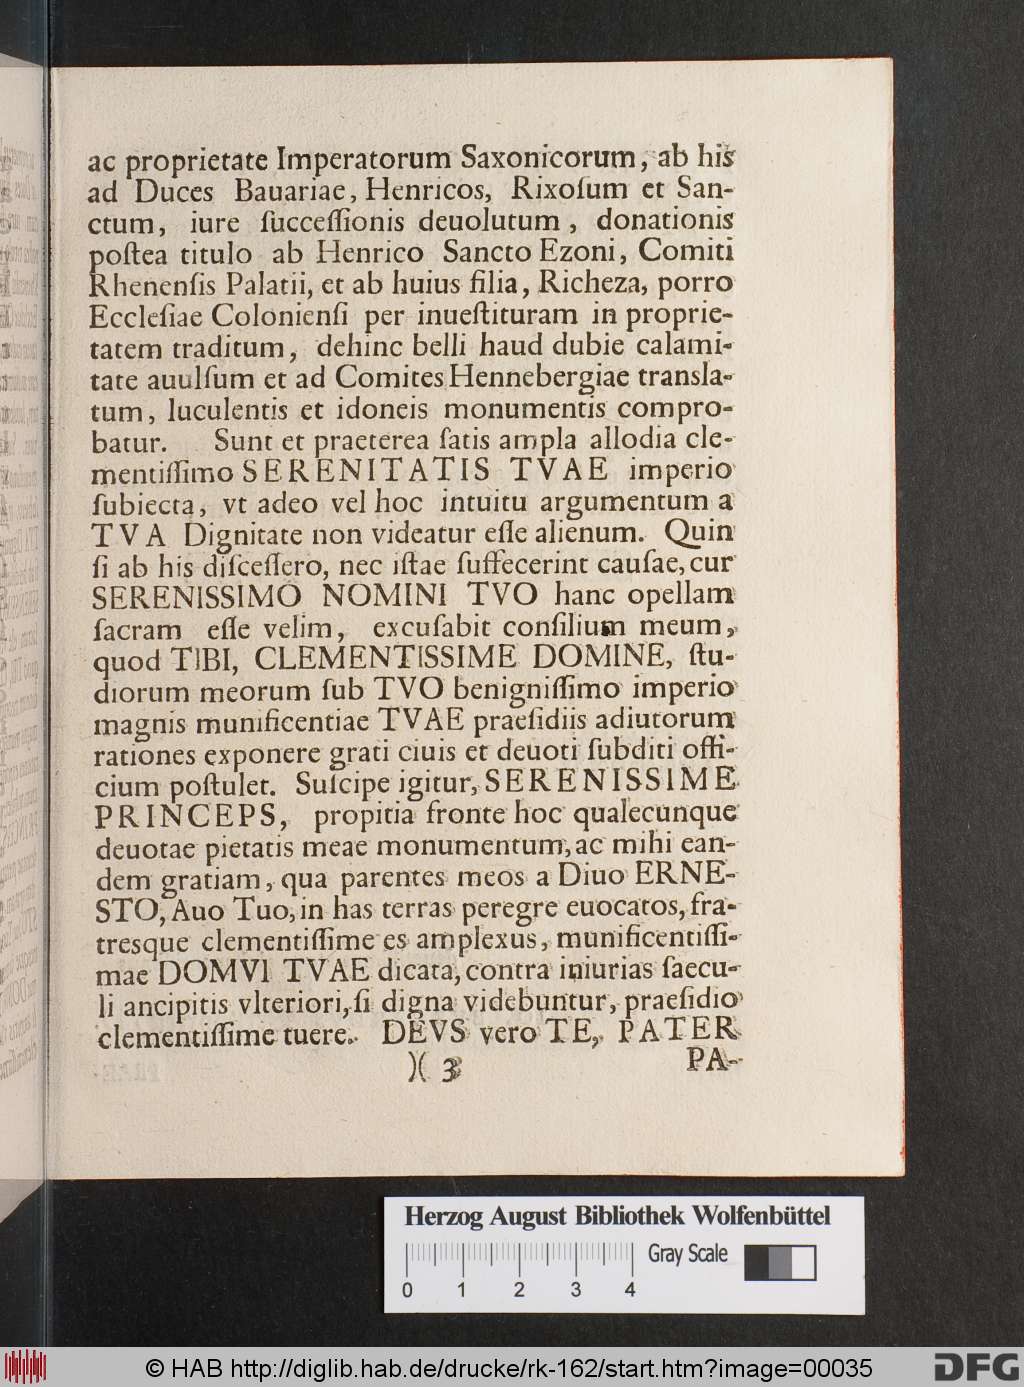 ac proprietate Imperatorum Saxonicorum, ab his
ad Duces Bauariae, Henricos, Rixoſum et San-
ctum, iure ſucceſſionis deuolutum, donationis
poſtea titulo ab Henrico Sancto Ezoni, Comiti
Rhenenſis Palatii, et ab huius filia, Richeza, porro
Eccleſiae Colonienſi per inueſtituram in proprie-
tatem traditum, dehinc belli haud dubie calami-
tate auulſum et ad Comites Hennebergiae transla-
tum, luculentis et idoneis monumentis compro-
batur. Sunt et praeterea ſatis ampla allodia cle-
mentiſſimo SERENITATIS TVAE imperio
ſubiecta, vt adeo vel hoc intuitu argumentum a
TVA Dignitate non videatur eſſe alienum. Quin
ſi ab his diſceſſero, nec iſtae ſuffecerint cauſae, cur
SERENISSIMO NOMINI TVO hanc opellam
ſacram eſſe velim, excuſabit conſilium meum,
quod TIBI, CLEMENTISSIME DOMINE, ſtu-
diorum meorum ſub TVO benigniſſimo imperio
magnis munificentiae TVAE praeſidiis adiutorum
rationes exponere grati ciuis et deuoti ſubditi offi-
cium poſtulet. Suſcipe igitur, SERENISSIME
PRINCEPS, propitia fronte hoc qualecunque
deuotae pietatis meae monumentum, ac mihi ean-
dem gratiam, qua parentes meos a Diuo ERNE-
STO, Auo Tuo, in has terras peregre euocatos, fra-
tresque clementiſſime es amplexus, munificentiſſi-
mae DOMVI TVAE dicata, contra iniurias ſaecu-
li ancipitis vlteriori, ſi digna videbuntur, praeſidio
clementiſſime tuere. DEVS vero TE, PATER
)( 3 PA-
Herzog August Bibliothek Wolfenbüttel
Gray Scale
0 1 2 3 4
© HAB http://diglib.hab.de/drucke/rk-162/start.htm?image=00035
DFG